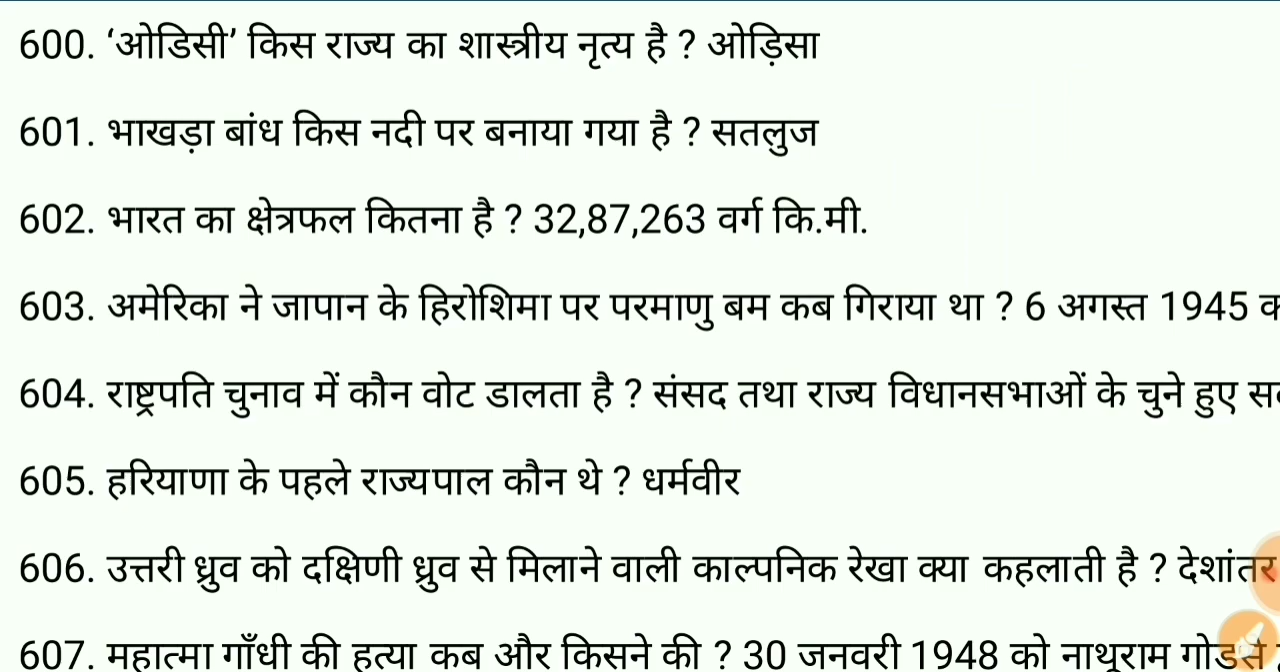 600. ‘ओडिसी’ किस राज्य का शास्त्रीय नृत्य है ? ओड़िसा
601. भाखड़ा बांध किस नदी पर बनाया गया है ? सतलुज
602. भारत का क्षेत्रफल कितना है ? 32,87,263 वर्ग कि.मी.
603. अमेरिका ने जापान के हिरोशिमा पर परमाणु बम कब गिराया था ? 6 अगस्त 1945
604. राष्ट्रपति चुनाव में कौन वोट डालता है ? संसद तथा राज्य विधानसभाओं के चुने हुए
605. हरियाणा के पहले राज्यपाल कौन थे ? धर्मवीर
606. उत्तरी ध्रुव को दक्षिणी ध्रुव से मिलाने वाली काल्पनिक रेखा क्या कहलाती है ? देशांतर
607. महात्मा गाँधी की हत्या कब और किसने की ? 30 जनवरी 1948 को नाथूराम गोडसे